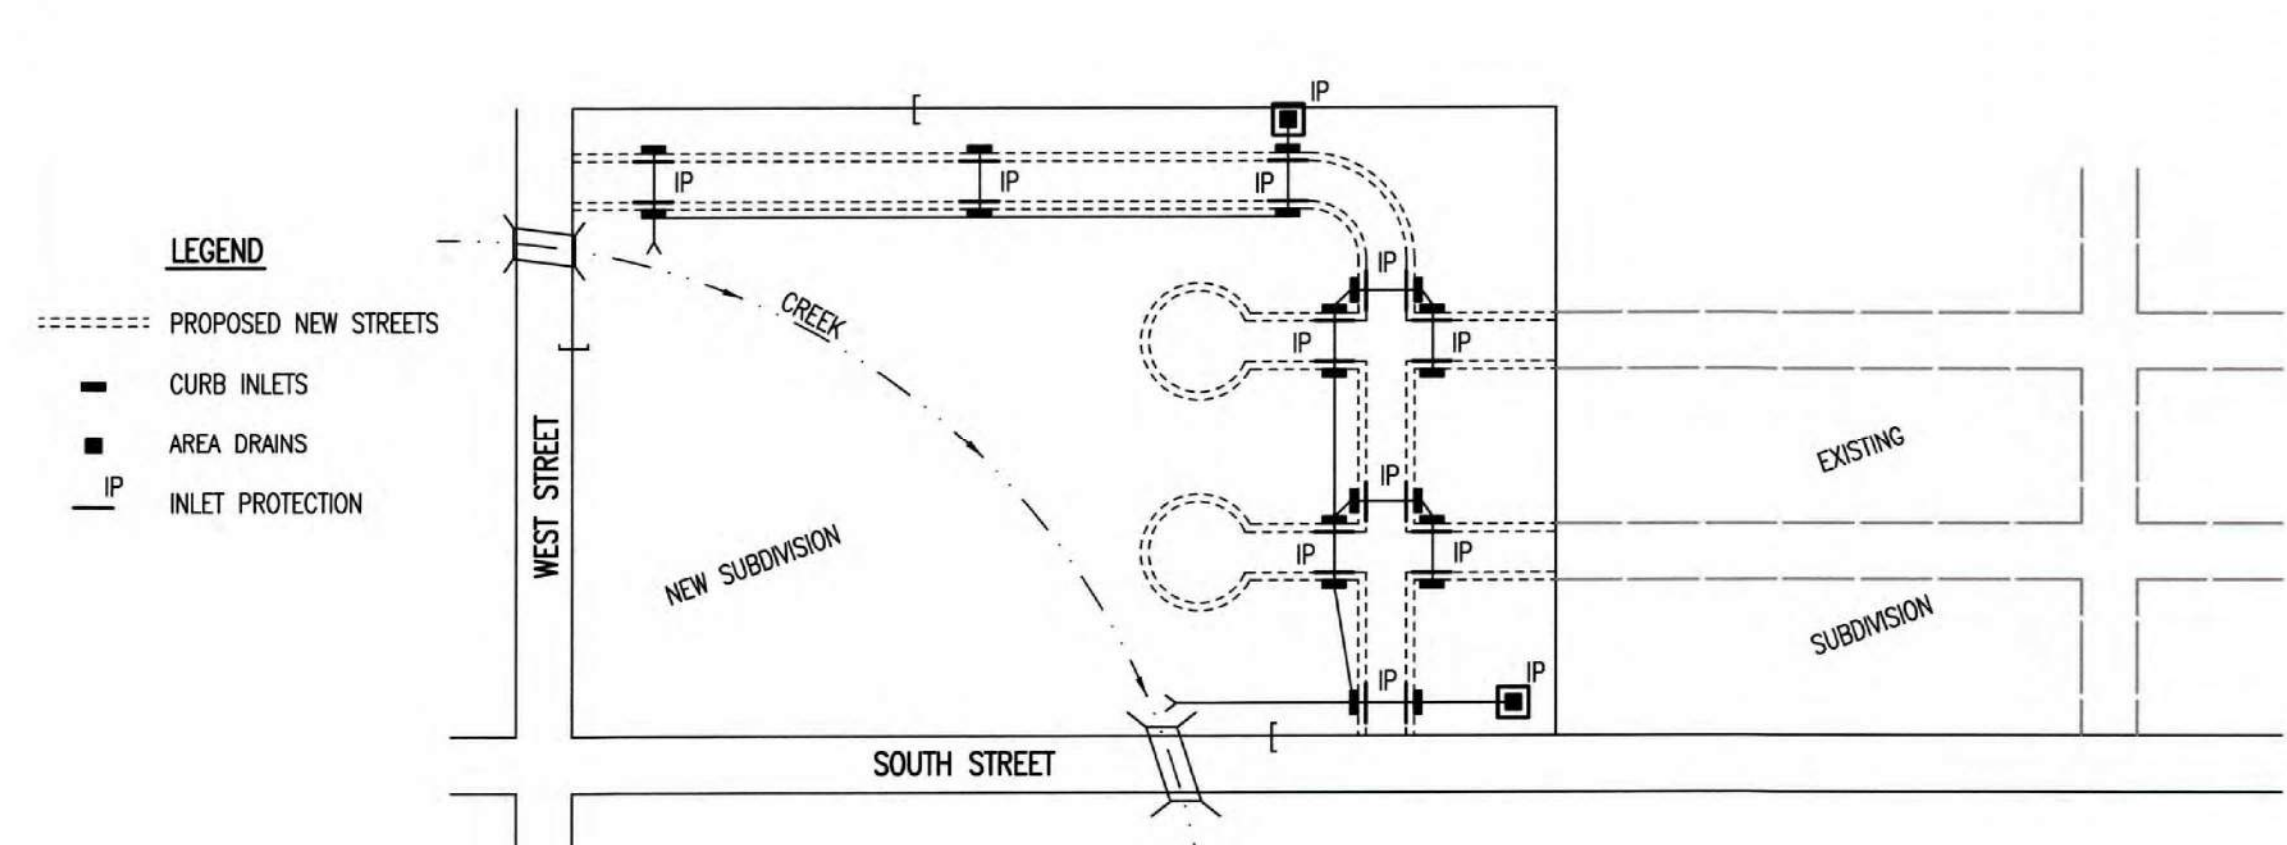 IP
IP
IP
IP
LEGEND
PROPOSED NEW STREETS
CURB INLETS
AREA DRAINS
IP
INLET PROTECTION
CREEK
IP
IP
IP
WEST STREET
NEW SUBDIVISION
EXISTING
SUBDIVISION
IP
IP
IP
IP
IP
SOUTH STREET